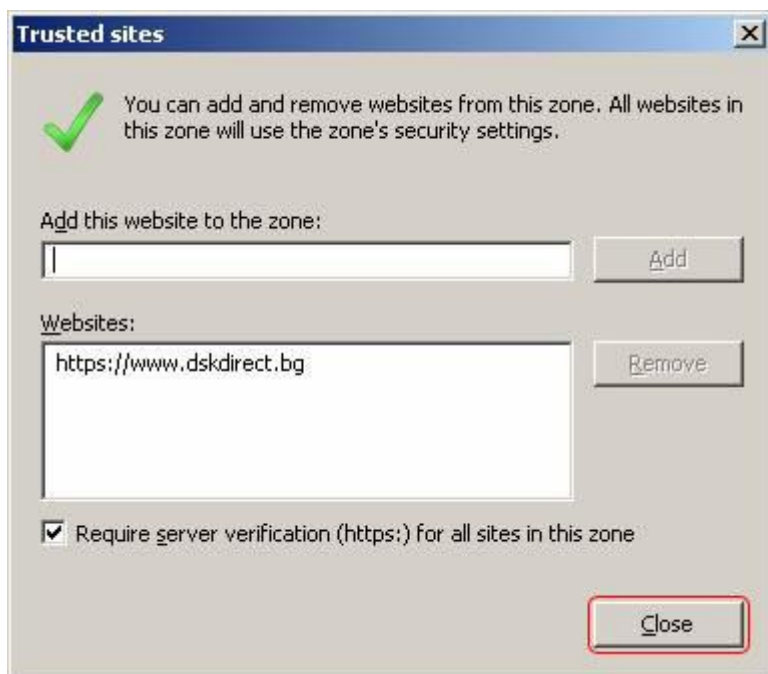 Trusted sites
You can add and remove websites from this zone. All websites in
this zone will use the zone's security settings.
Add this website to the zone:
Add
Websites:
https://www.dskdirect.bg
Remove
Require server verification (https:) for all sites in this zone
Close